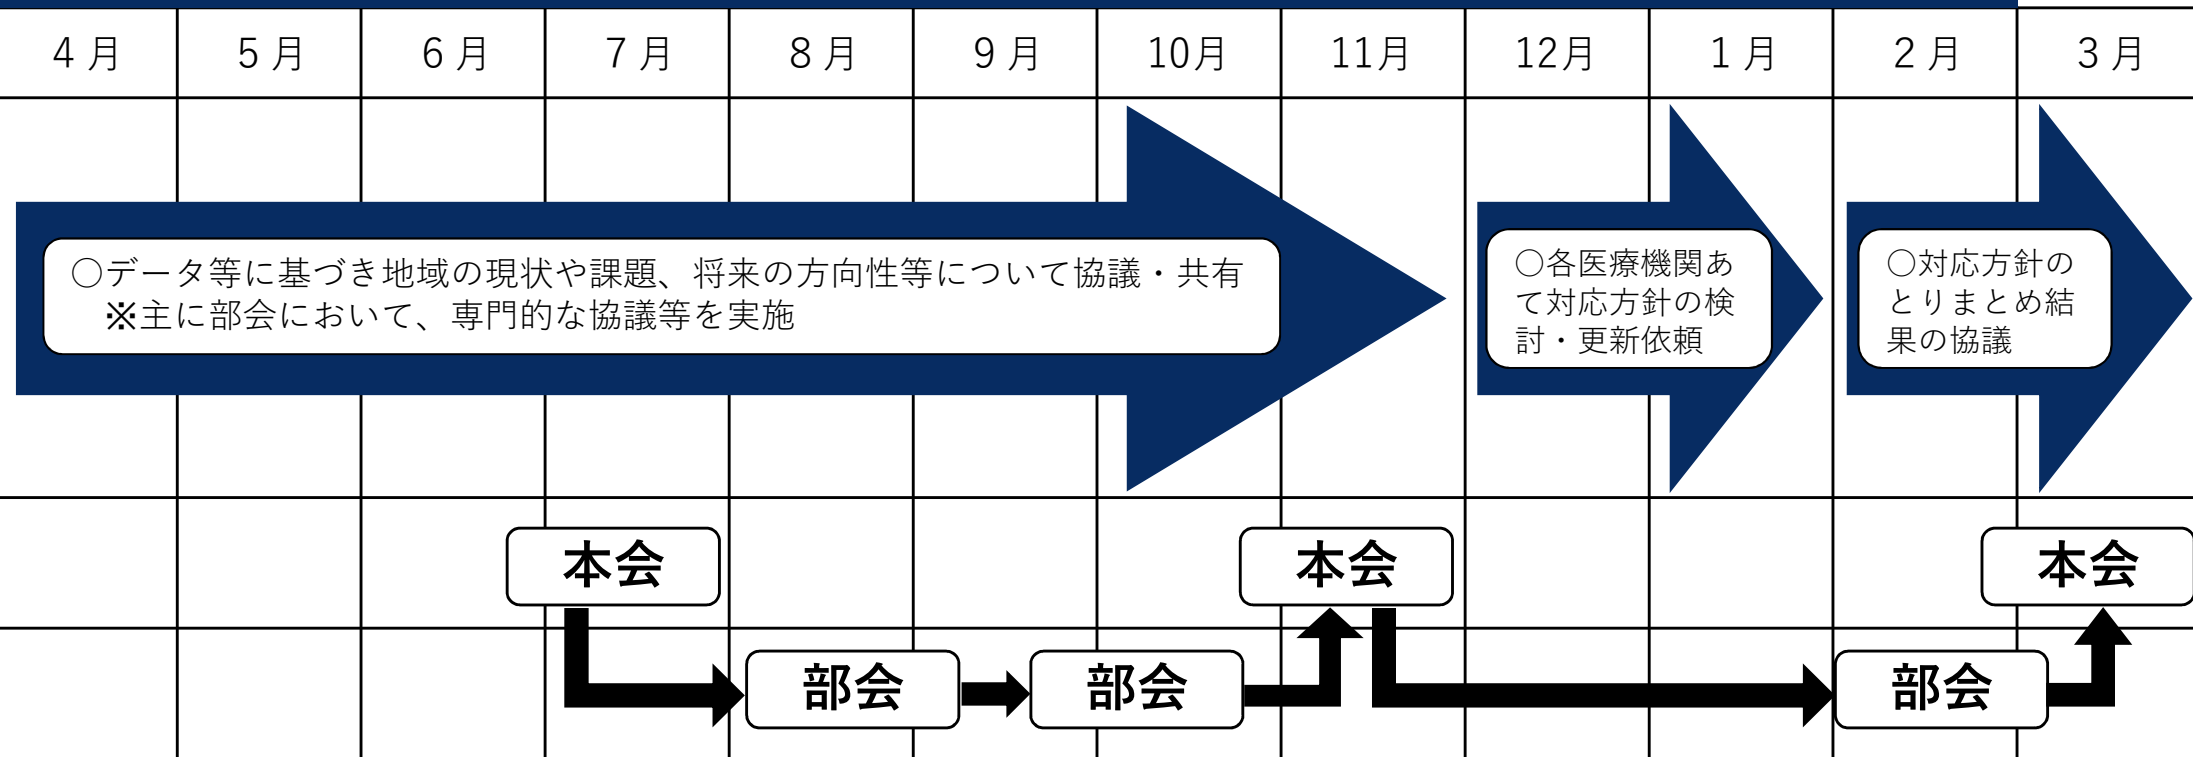 4月 5月 6月 7月 8月 9月 10月 11月 12月 1月 2月 3月
○データ等に基づき地域の現状や課題、将来の方向性等について協議・共有
※主に部会において、専門的な協議等を実施
○各医療機関あ
て対応方針の検
討・更新依頼
○対応方針の
とりまとめ結
果の協議
本会 本会 本会
部会 部会 部会